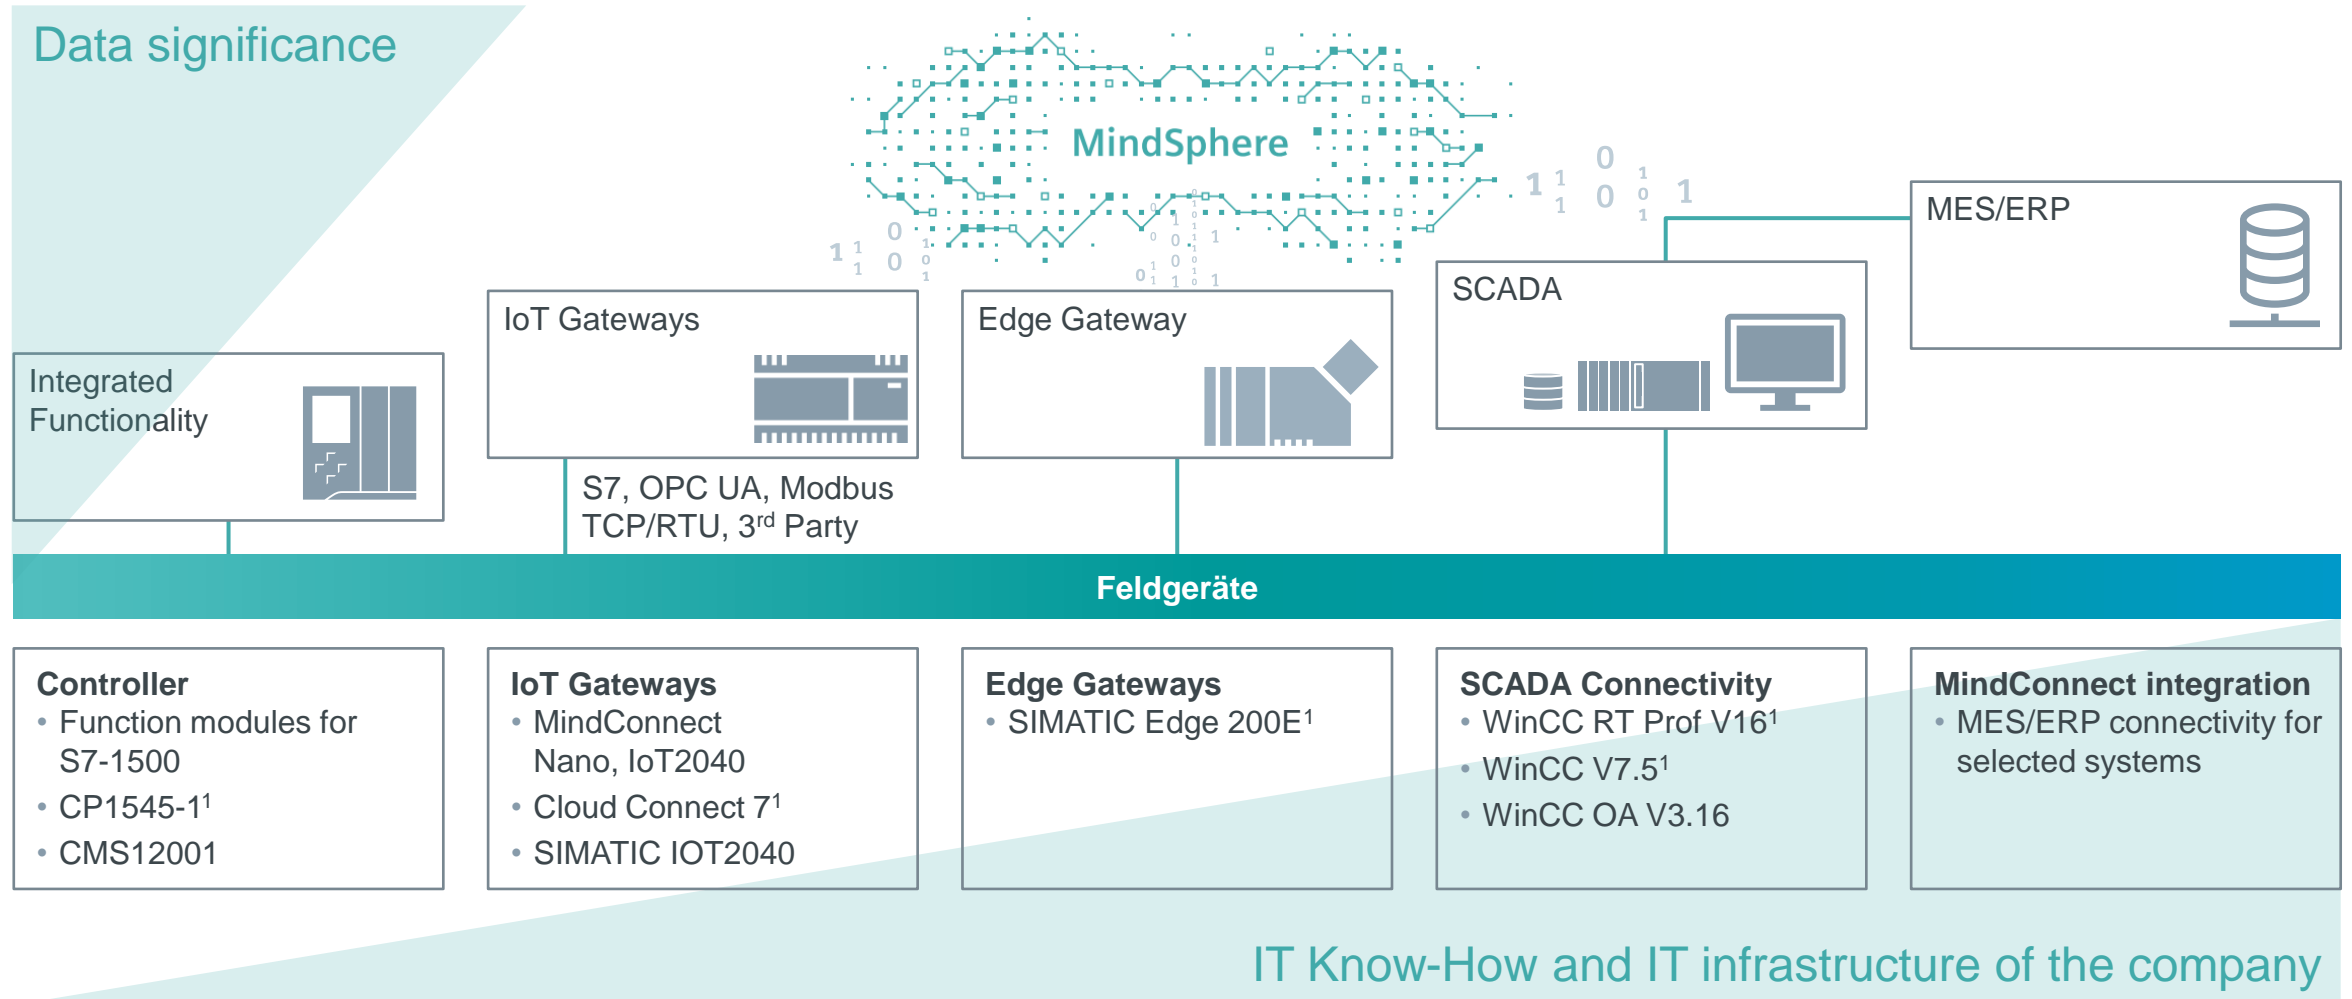 Data significance
MindSphere
MES/ERP
SCADA
IoT Gateways
Edge Gateway
Integrated
Functionality
S7, OPC UA, Modbus
TCP/RTU, 3rd Party
Feldgeräte
Controller
• Function modules for
S7-1500
• CP1545-1¹
• CMS12001
IoT Gateways
• MindConnect
Nano, IoT2040
• Cloud Connect 7¹
• SIMATIC IOT2040
Edge Gateways
• SIMATIC Edge 200E¹
SCADA Connectivity
• WinCC RT Prof V16¹
• WinCC V7.5¹
• WinCC OA V3.16
MindConnect integration
• MES/ERP connectivity for
selected systems
IT Know-How and IT infrastructure of the company